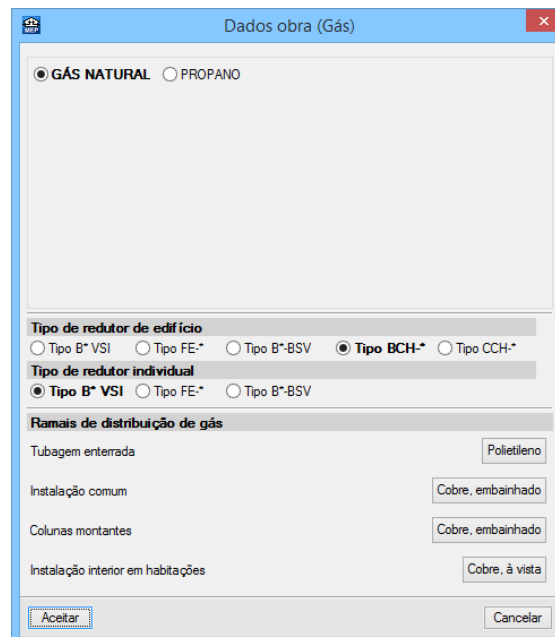 MEP
Dados obra (Gás)
GÁS NATURAL PROPANO
Tipo de redutor de edifício
Tipo B* VSI Tipo FE-* Tipo B*-BSV Tipo BCH-* Tipo CCH-*
Tipo de redutor individual
Tipo B* VSI Tipo FE-* Tipo B*-BSV
Ramais de distribuição de gás
Tubagem enterrada Polietileno
Instalação comum Cobre, embainhado
Colunas montantes Cobre, embainhado
Instalação interior em habitações Cobre, à vista
Aceitar Cancelar